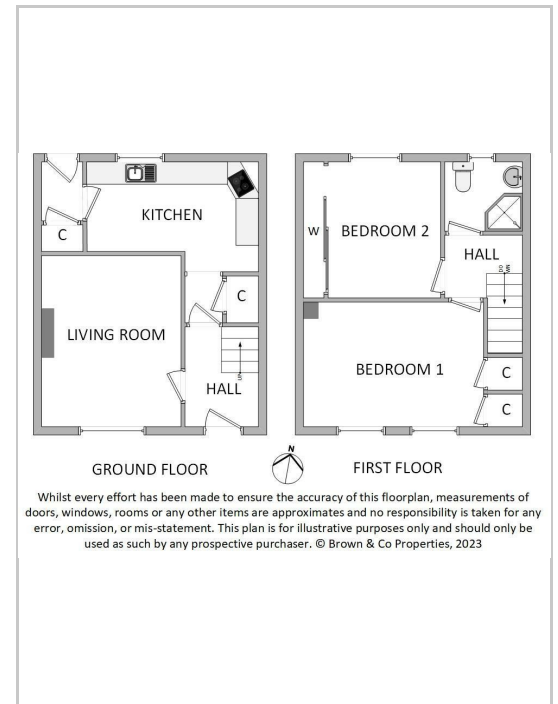 KITCHEN
C
C
LIVING ROOM
HALL
UP
W
BEDROOM 2
HALL
DOWN
BEDROOM 1
C
C
GROUND FLOOR
N
FIRST FLOOR
Whilst every effort has been made to ensure the accuracy of this floorplan, measurements of
doors, windows, rooms or any other items are approximates and no responsibility is taken for any
error, omission, or mis-statement. This plan is for illustrative purposes only and should only be
used as such by any prospective purchaser. © Brown & Co Properties, 2023